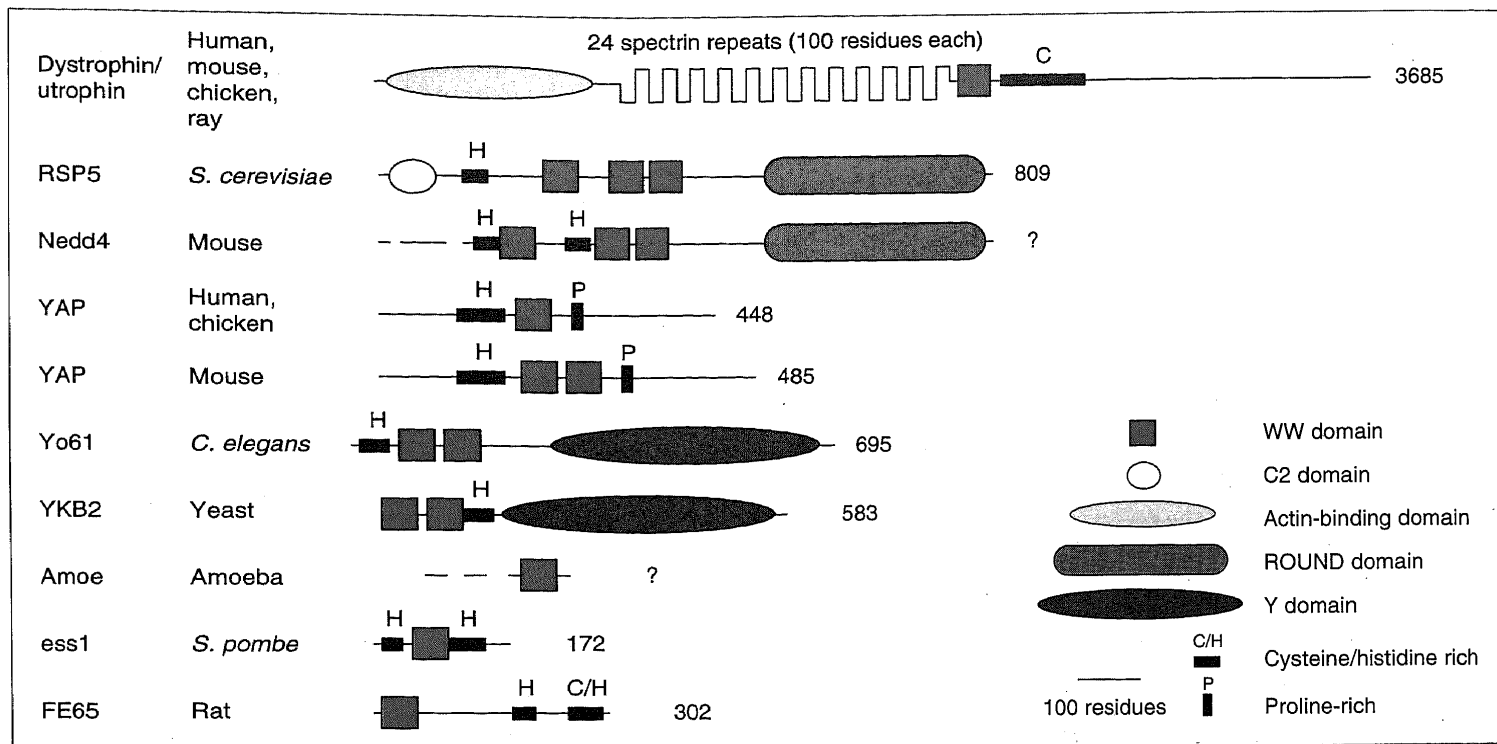 24 spectrin repeats (100 residues each)
Dystrophin/
utrophin
Human,
mouse,
chicken,
ray
C
3685
RSP5
S. cerevisiae
H
809
Nedd4
Mouse
H
H
?
YAP
Human,
chicken
H
P
448
YAP
Mouse
H
P
485
Yo61
C. elegans
H
695
YKB2
Yeast
H
583
Amoe
Amoeba
?
ess1
S. pombe
H
H
172
FE65
Rat
H
C/H
302
WW domain
C2 domain
Actin-binding domain
ROUND domain
Y domain
C/H
Cysteine/histidine rich
100 residues
P
Proline-rich